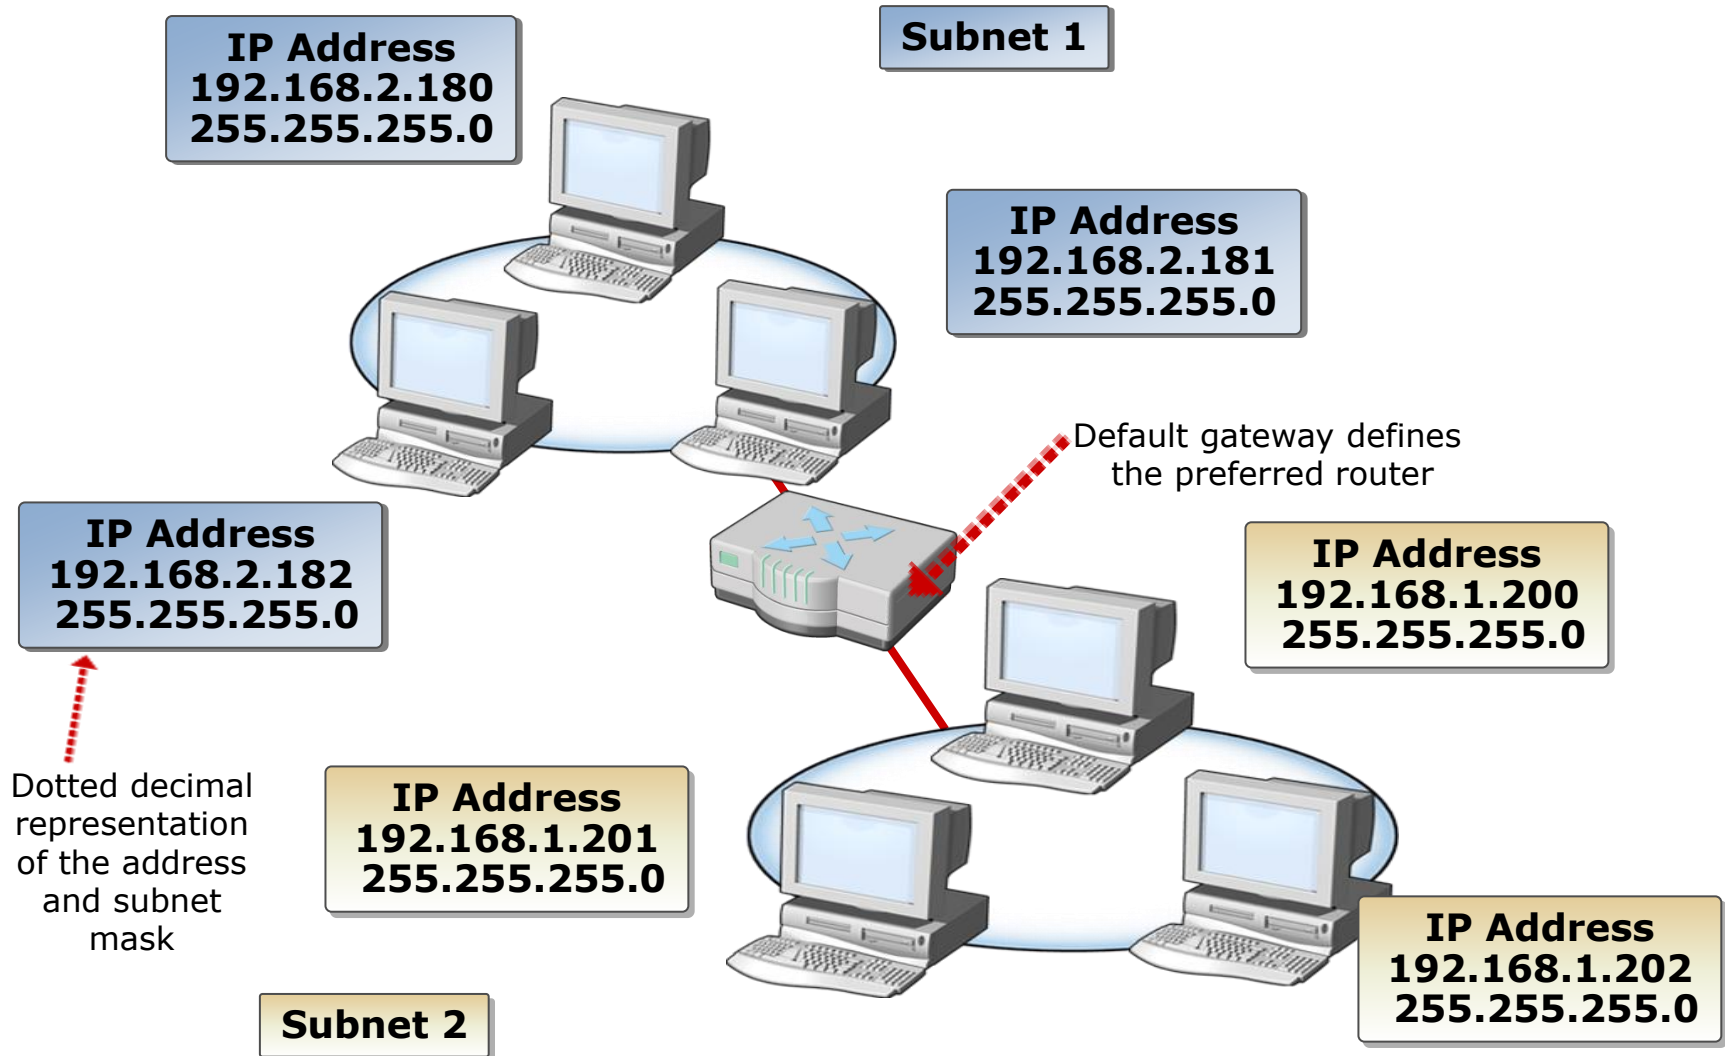 Subnet 1
IP Address
192.168.2.180
255.255.255.0
IP Address
192.168.2.181
255.255.255.0
Default gateway defines
the preferred router
IP Address
192.168.2.182
255.255.255.0
IP Address
192.168.1.200
255.255.255.0
Dotted decimal
representation
of the address
and subnet
mask
IP Address
192.168.1.201
255.255.255.0
IP Address
192.168.1.202
255.255.255.0
Subnet 2